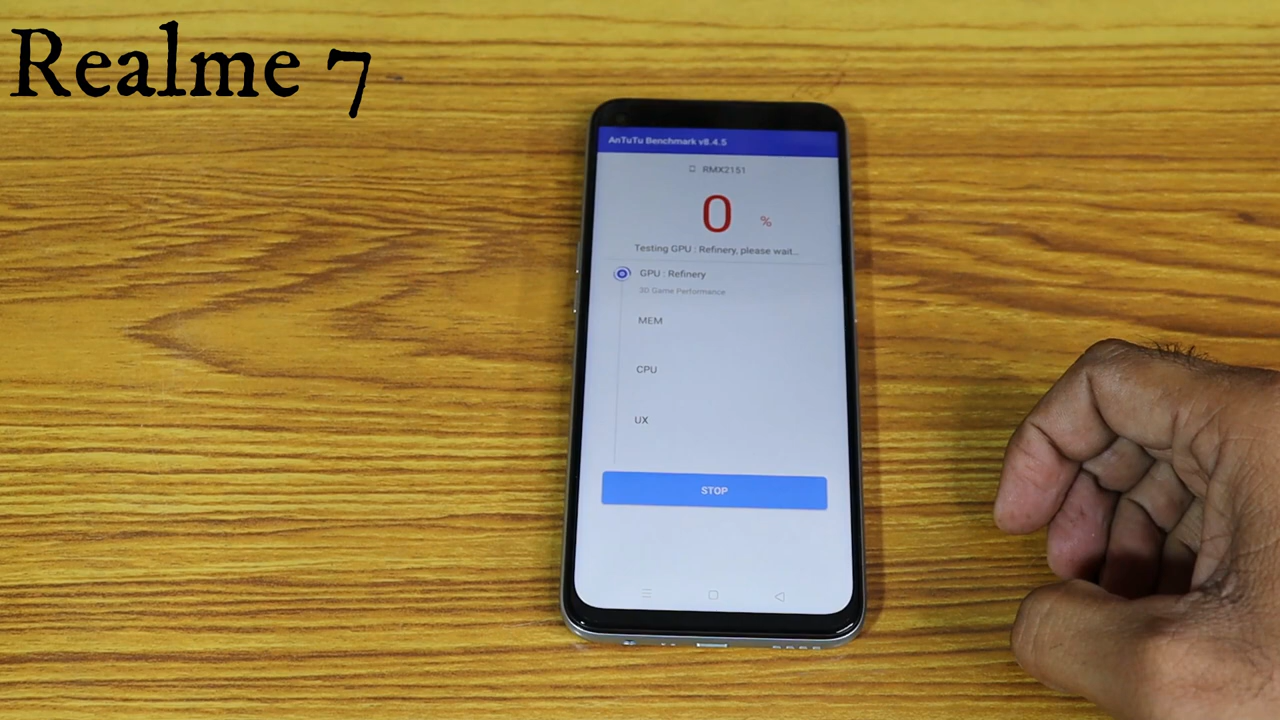 Realme 7
AnTuTu Benchmark v8.4.5
RMX2151
0 %
Testing GPU : Refinery, please wait...
GPU : Refinery
3D Game Performance
MEM
CPU
UX
STOP